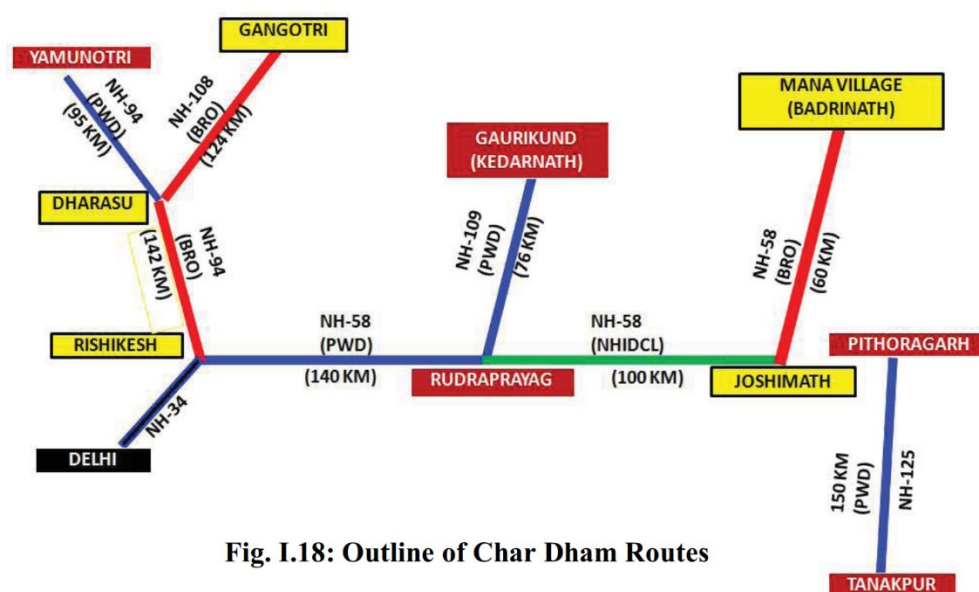 GANGOTRI
YAMUNOTRI
NH-94
(PWD)
(95 KM)
NH-108
(BRO)
(124 KM)
MANA VILLAGE
(BADRINATH)
GAURIKUND
(KEDARNATH)
DHARASU
NH-94
(BRO)
(142 KM)
NH-109
(PWD)
(76 KM)
NH-58
(BRO)
(60 KM)
RISHIKESH
NH-58
(PWD)
(140 KM)
NH-58
(NHIDCL)
(100 KM)
PITHORAGARH
RUDRAPRAYAG
JOSHIMATH
NH-34
DELHI
150 KM
(PWD)
NH-125
Fig. I.18: Outline of Char Dham Routes
TANAKPUR